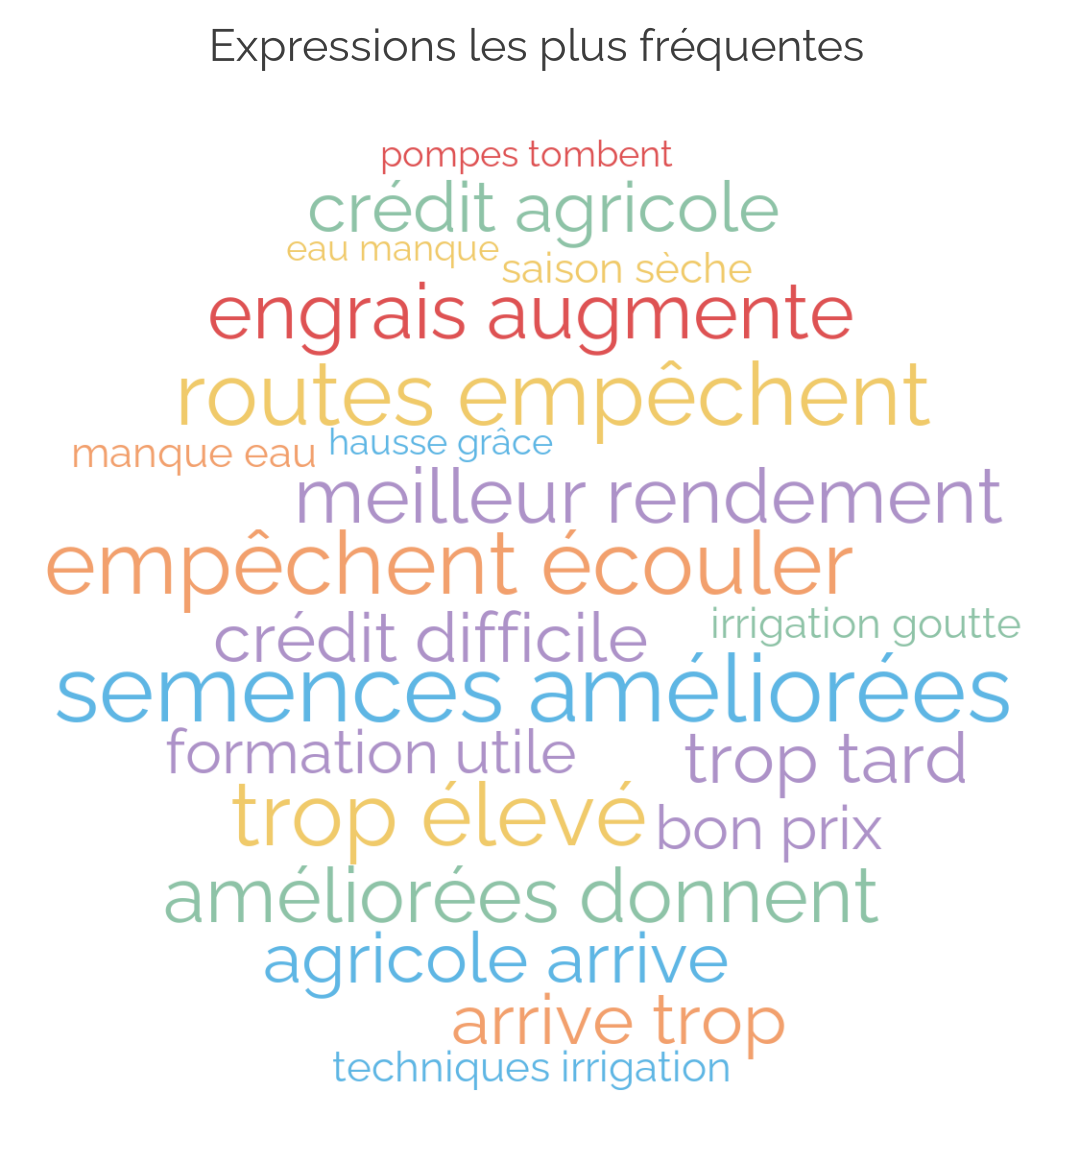 Expressions les plus fréquentes
pompes tombent
crédit agricole
eau manque
saison sèche
engrais augmente
routes empêchent
hausse grâce
manque eau
meilleur rendement
empêchent écouler
irrigation goutte
crédit difficile
semences améliorées
formation utile
trop tard
trop élevé
bon prix
améliorées donnent
agricole arrive
arrive trop
techniques irrigation